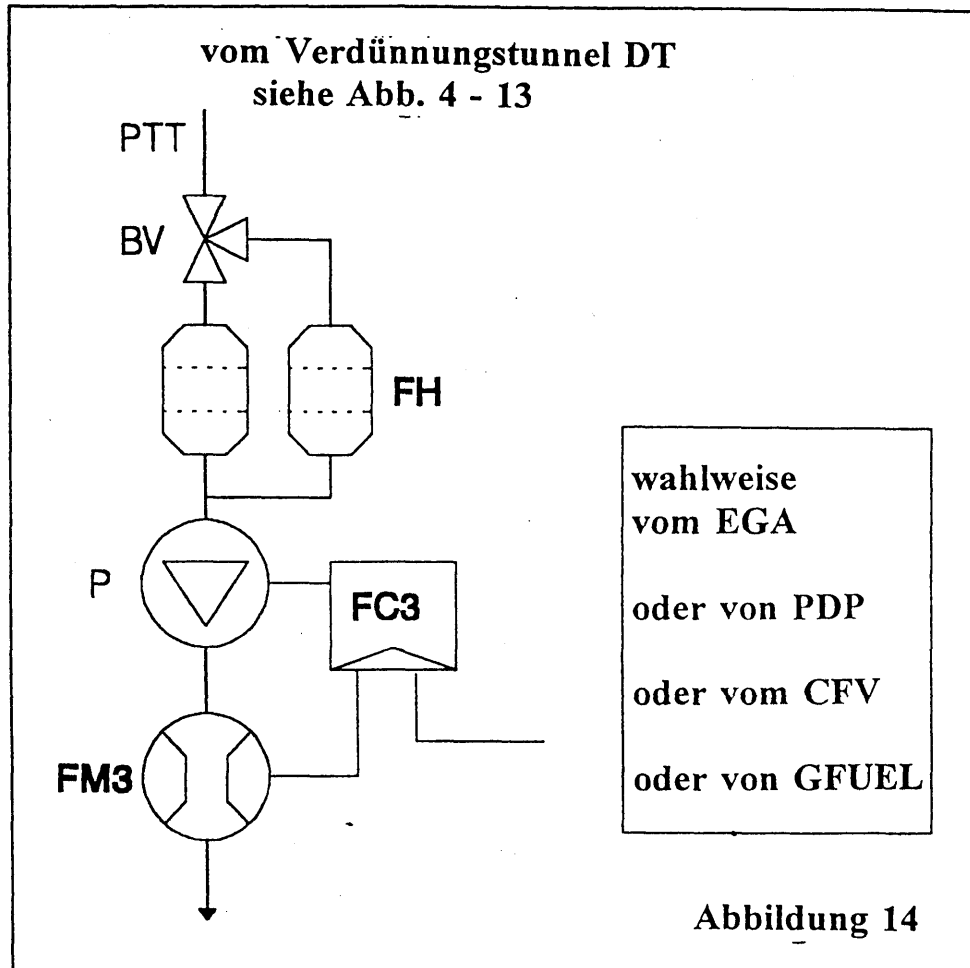 vom Verdünnungstunnel DT
siehe Abb. 4 - 13
PTT
BV
FH
P
FC3
FM3
wahlweise
vom EGA
oder von PDP
oder vom CFV
oder von GFUEL
Abbildung 14